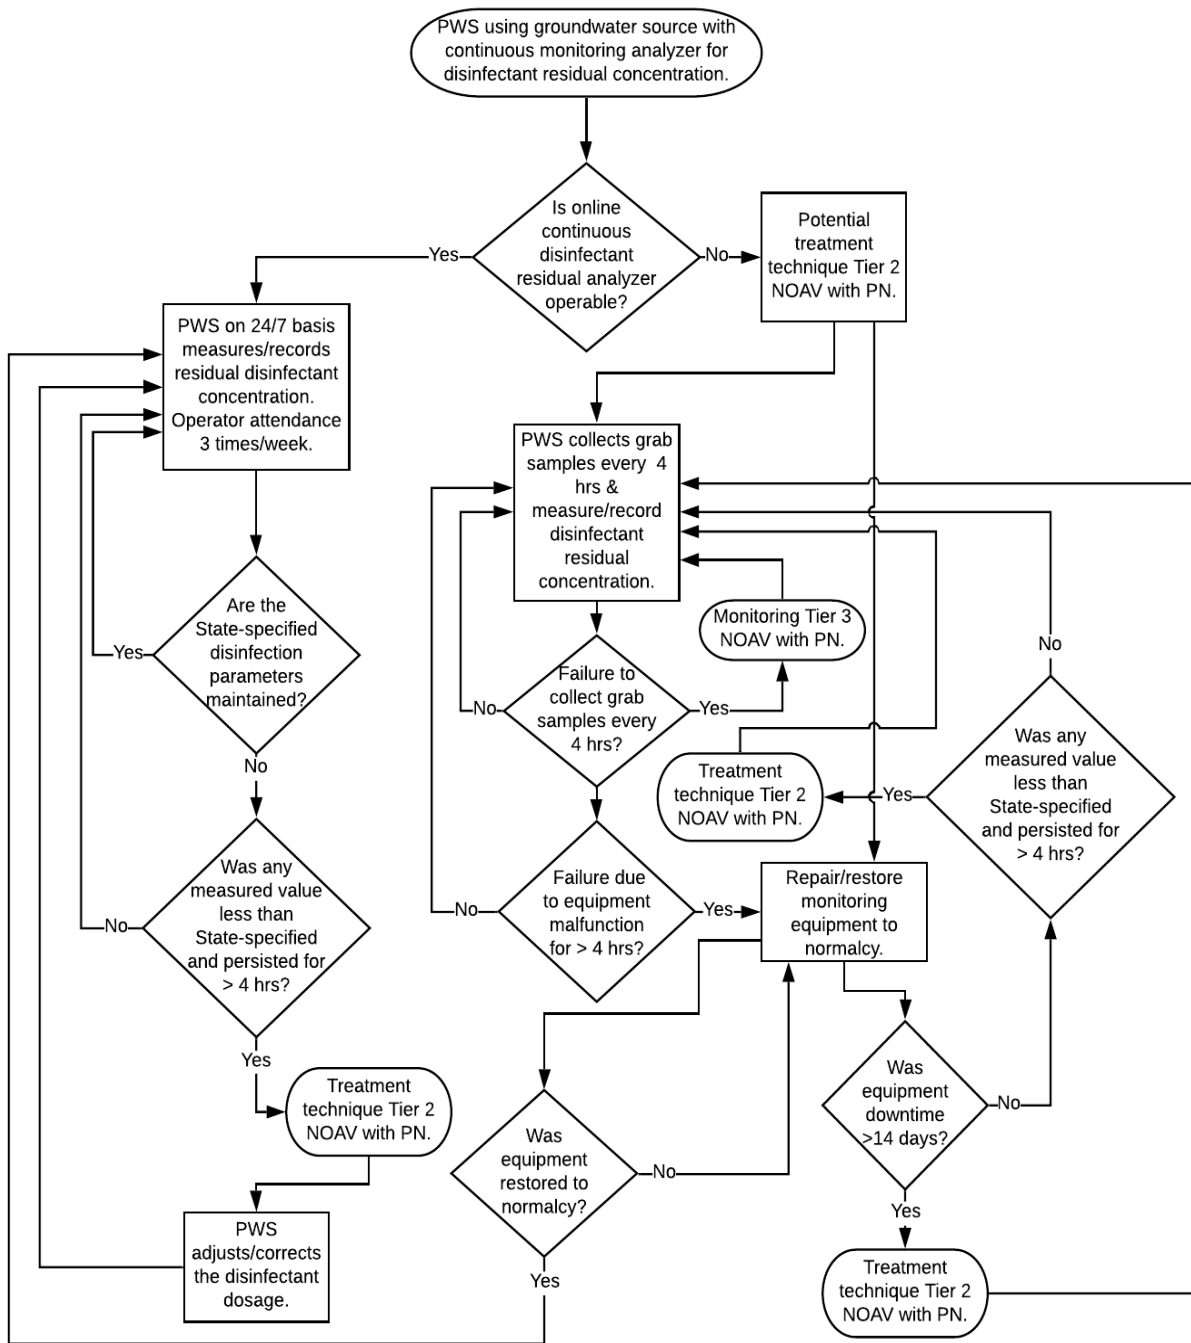 PWS using groundwater source with
continuous monitoring analyzer for
disinfectant residual concentration.
Is online
continuous
disinfectant
residual analyzer
operable?
Yes
No
Potential
treatment
technique Tier 2
NOAV with PN.
PWS on 24/7 basis
measures/records
residual disinfectant
concentration.
Operator attendance
3 times/week.
PWS collects grab
samples every 4
hrs &
measure/record
disinfectant
residual
concentration.
Are the
State-specified
disinfection
parameters
maintained?
Yes
No
Monitoring Tier 3
NOAV with PN.
Failure to
collect grab
samples every
4 hrs?
No
Yes
No
Was any
measured value
less than
State-specified
and persisted for
> 4 hrs?
Yes
Treatment
technique Tier 2
NOAV with PN.
Was any
measured value
less than
State-specified
and persisted for
> 4 hrs?
No
Yes
Failure due
to equipment
malfunction
for > 4 hrs?
No
Yes
Repair/restore
monitoring
equipment to
normalcy.
Treatment
technique Tier 2
NOAV with PN.
Was
equipment
restored to
normalcy?
No
Yes
Was
equipment
downtime
>14 days?
No
Yes
PWS
adjusts/corrects
the disinfectant
dosage.
Treatment
technique Tier 2
NOAV with PN.